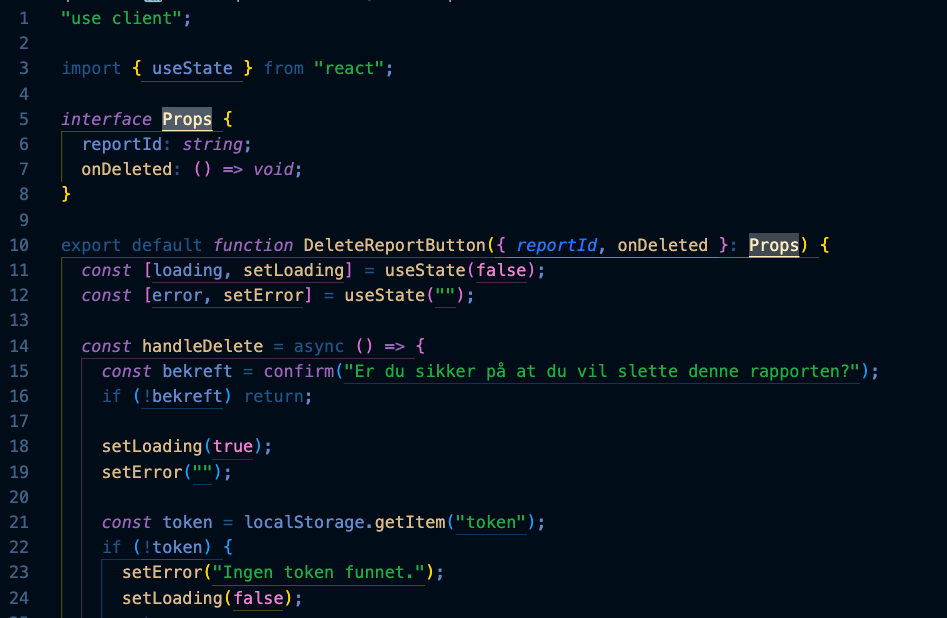 1 "use client";
2
3 import { useState } from "react";
4
5 interface Props {
6 reportId: string;
7 onDeleted: () => void;
8 }
9
10 export default function DeleteReportButton({ reportId, onDeleted }: Props) {
11 const [loading, setLoading] = useState(false);
12 const [error, setError] = useState("");
13
14 const handleDelete = async () => {
15 const bekreft = confirm("Er du sikker på at du vil slette denne rapporten?");
16 if (!bekreft) return;
17
18 setLoading(true);
19 setError("");
20
21 const token = localStorage.getItem("token");
22 if (!token) {
23 setError("Ingen token funnet.");
24 setLoading(false);